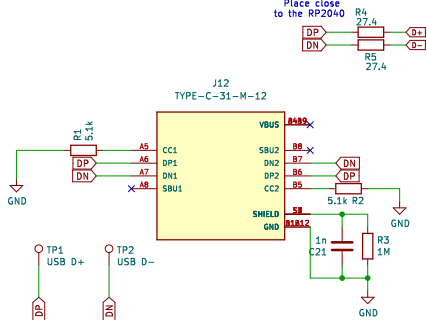 Place close
to the RP2040
R4
27.4
DP
D+
DN
D-
R5
27.4
J12
TYPE-C-31-M-12
VBUS
R1
5.1k
A5
CC1
SBU2
B8
DP
A6
DP1
DN2
B7
DN
DN
A7
DN1
DP2
B6
DP
A8
SBU1
CC2
B5
5.1k R2
GND
GND
SHIELD
GND
1n
C21
R3
1M
TP1
USB D+
TP2
USB D-
DP
DN
GND